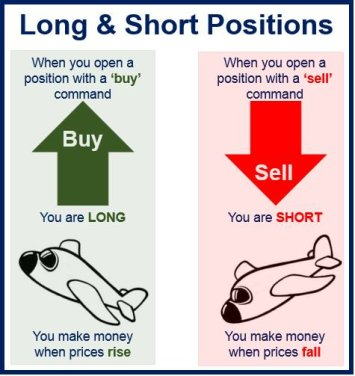 Long & Short Positions
When you open a
position with a ‘buy’
command
Buy
You are LONG
You make money
when prices rise
When you open a
position with a ‘sell’
command
Sell
You are SHORT
You make money
when prices fall